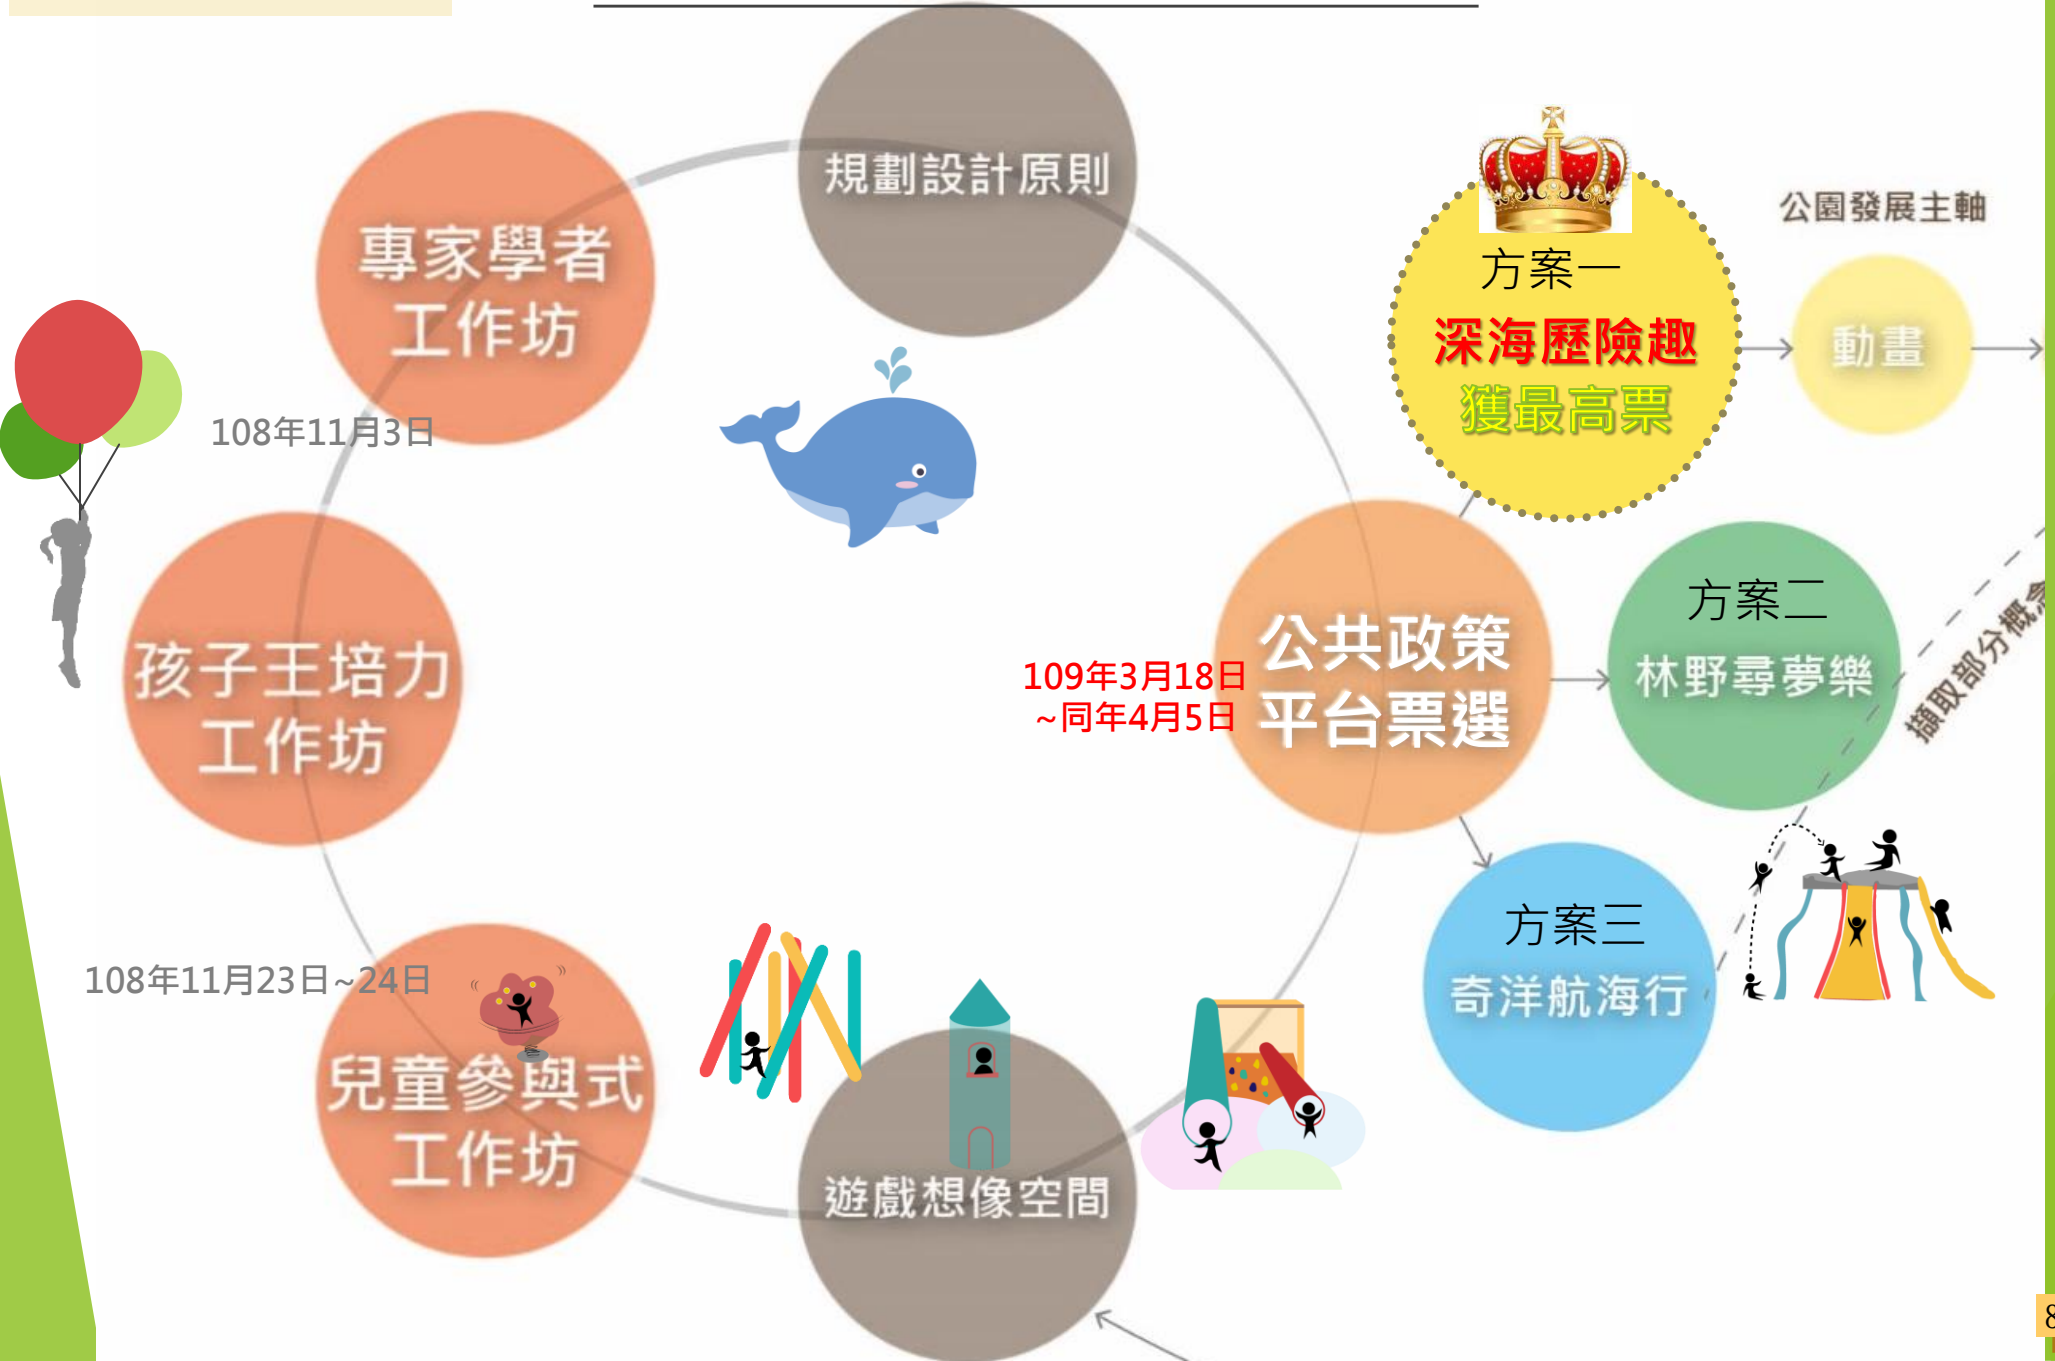 規劃設計原則
專家學者
工作坊
108年11月3日
孩子王培力
工作坊
108年11月23日~24日
兒童參與式
工作坊
遊戲想像空間
109年3月18日
~同年4月5日
公共政策
平台票選
方案一
深海歷險趣
獲最高票
公園發展主軸
動畫
方案二
林野尋夢樂
擷取部分概念
方案三
奇洋航海行
8